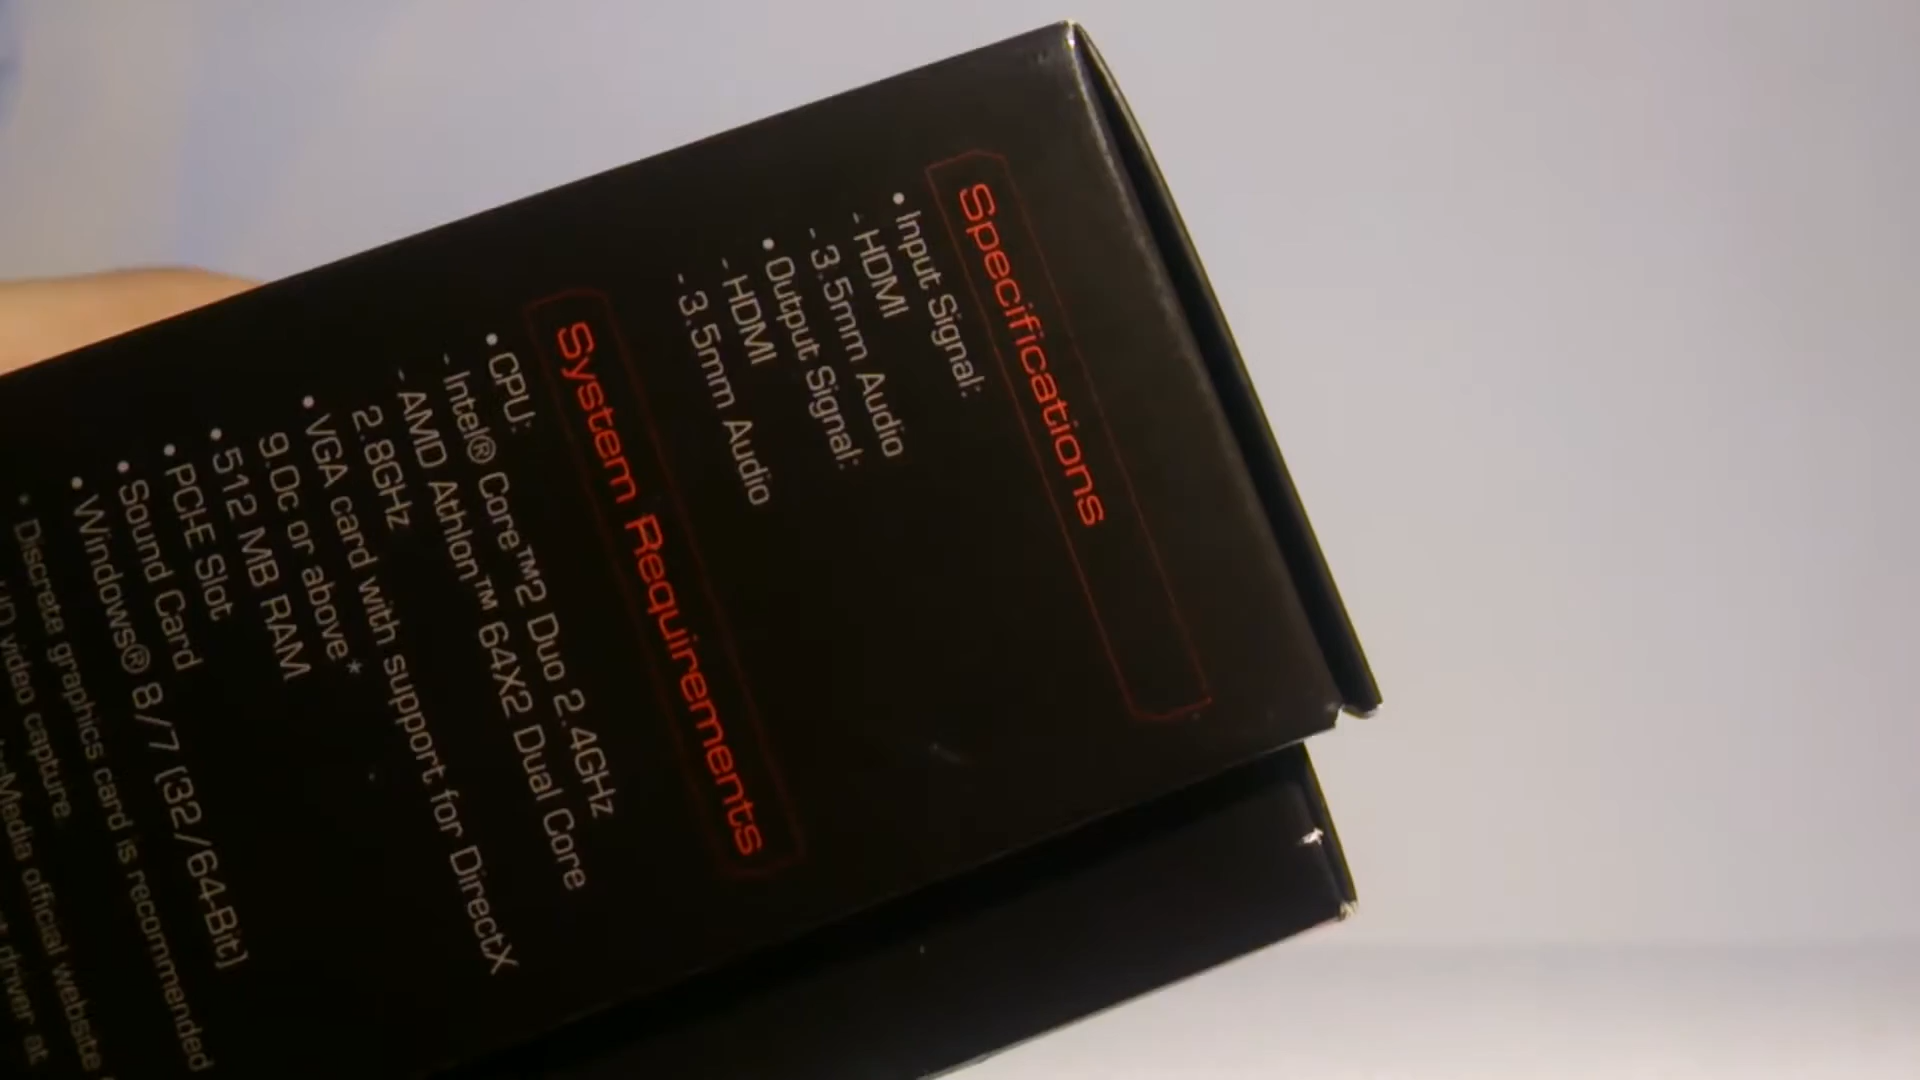 Specifications
• Input Signal:
- HDMI
- 3.5mm Audio
• Output Signal:
- HDMI
- 3.5mm Audio
System Requirements
• CPU:
- Intel® Core™2 Duo 2.4GHz
- AMD Athlon™ 64X2 Dual Core
2.8GHz
• VGA card with support for DirectX
9.0c or above*
• 512 MB RAM
• PCI-E Slot
• Sound Card
• Windows® 8/7 [32/64-Bit]
* Discrete graphics card is recommended
HD video capture.
Media official website
driver at